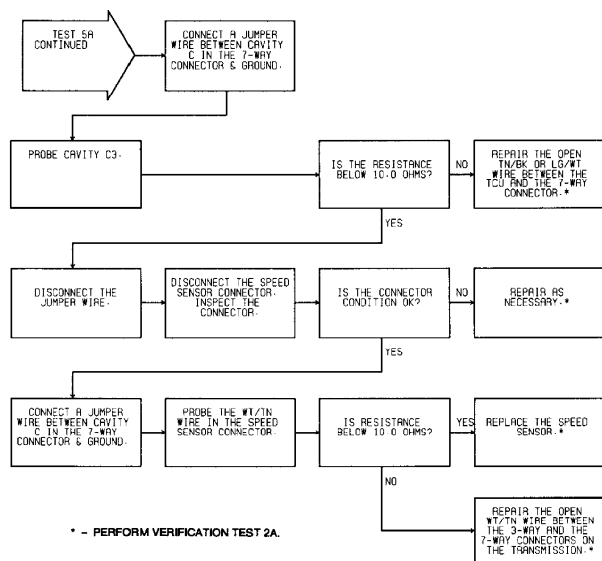 TEST 5A
CONTINUED
CONNECT A JUMPER
WIRE BETWEEN CAVITY
C IN THE 7-WAY
CONNECTOR & GROUND.
PROBE CAVITY C3.
IS THE RESISTANCE
BELOW 10.0 OHMS?
NO
REPAIR THE OPEN
TN/BK OR LG/WT
WIRE BETWEEN THE
TCU AND THE 7-WAY
CONNECTOR.*
YES
DISCONNECT THE
JUMPER WIRE.
DISCONNECT THE SPEED
SENSOR CONNECTOR.
INSPECT THE
CONNECTOR.
IS THE CONNECTOR
CONDITION OK?
NO
REPAIR AS
NECESSARY.*
YES
CONNECT A JUMPER
WIRE BETWEEN CAVITY
C IN THE 7-WAY
CONNECTOR & GROUND.
PROBE THE WT/TN
WIRE IN THE SPEED
SENSOR CONNECTOR.
IS RESISTANCE
BELOW 10.0 OHMS?
YES
REPLACE THE SPEED
SENSOR.*
NO
REPAIR THE OPEN
WT/TN WIRE BETWEEN
THE 3-WAY AND THE
7-WAY CONNECTORS ON
THE TRANSMISSION.*
* - PERFORM VERIFICATION TEST 2A.